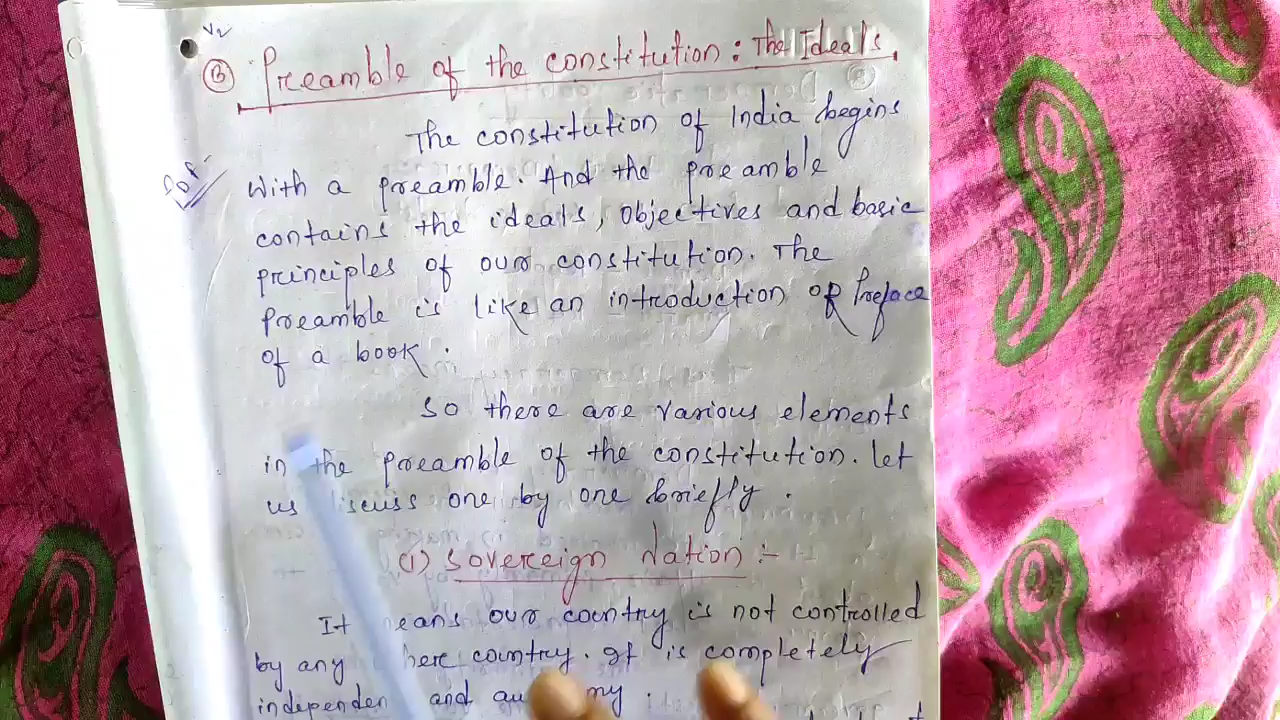 (B) Preamble of the constitution : The Ideals.
The constitution of India begins
With a preamble. And the preamble
contains the ideals, objectives and basic
principles of our constitution. The
Preamble is like an introduction or Preface
of a book.
So there are various elements
in the preamble of the constitution. let
us discuss one by one briefly.
(1) Sovereign Nation :-
It means our country is not controlled
by any country. It is completely
and